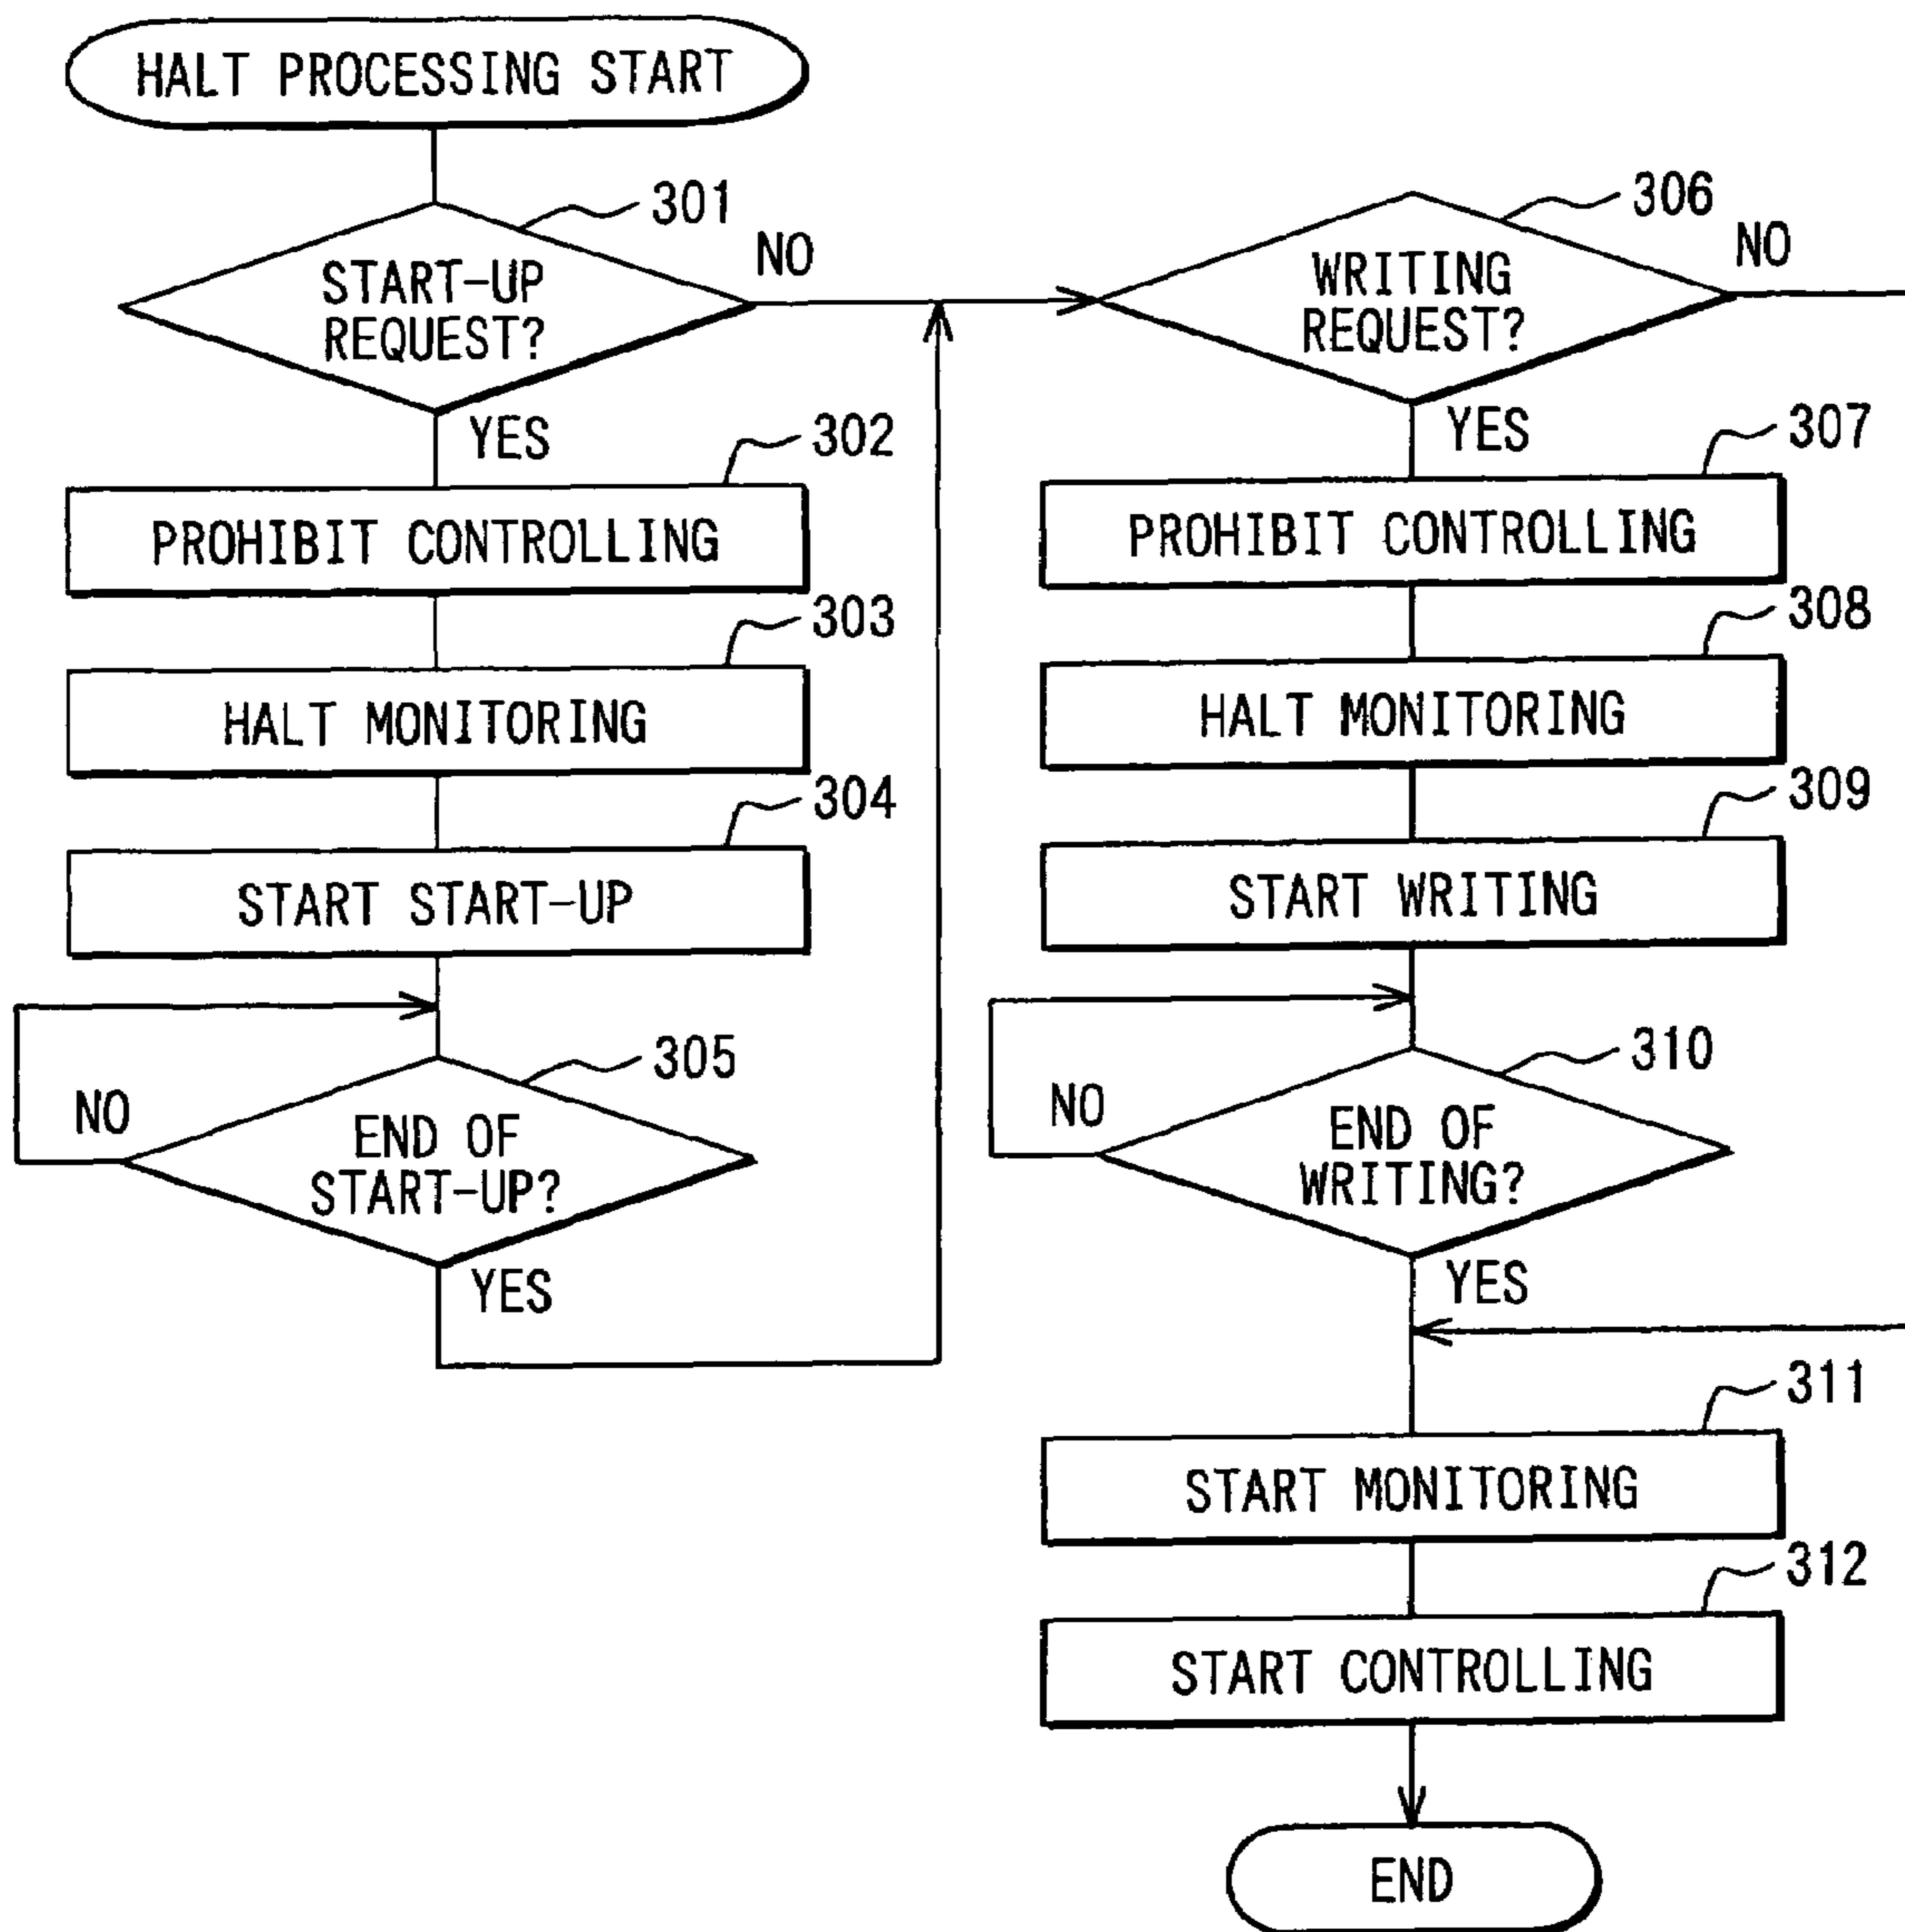 HALT PROCESSING START
301
START-UP
REQUEST?
NO
YES
302
PROHIBIT CONTROLLING
303
HALT MONITORING
304
START START-UP
305
NO
END OF
START-UP?
YES
306
NO
WRITING
REQUEST?
YES
307
PROHIBIT CONTROLLING
308
HALT MONITORING
309
START WRITING
310
NO
END OF
WRITING?
YES
311
START MONITORING
312
START CONTROLLING
END